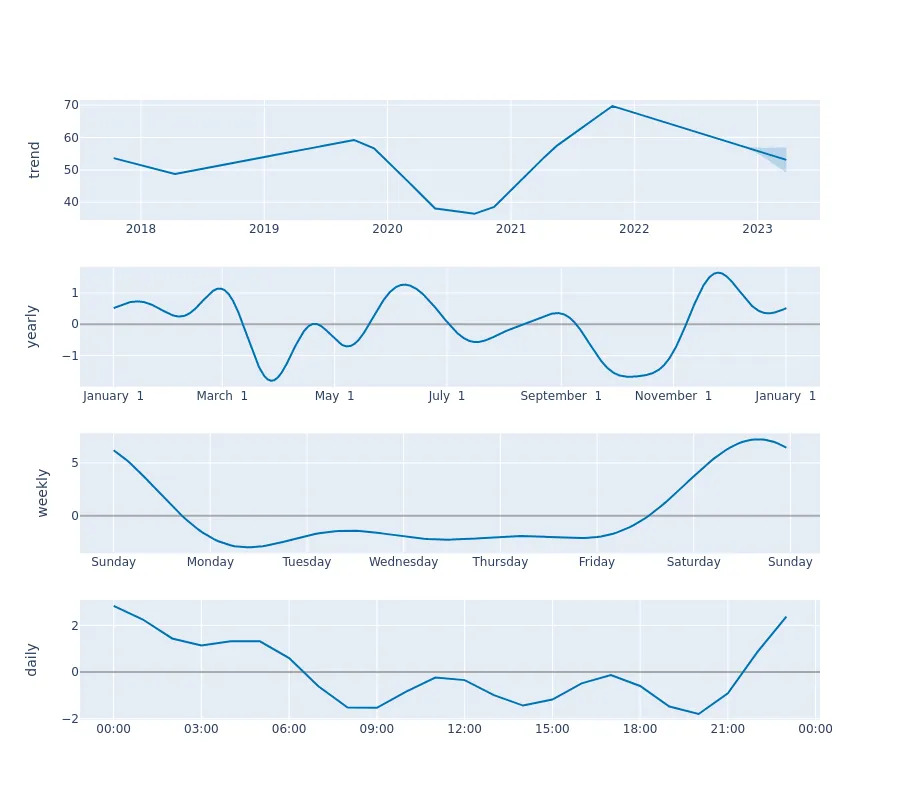 trend
70
60
50
40
2018 2019 2020 2021 2022 2023
yearly
1
0
−1
January 1 March 1 May 1 July 1 September 1 November 1 January 1
weekly
5
0
Sunday Monday Tuesday Wednesday Thursday Friday Saturday Sunday
daily
2
0
−2
00:00 03:00 06:00 09:00 12:00 15:00 18:00 21:00 00:00